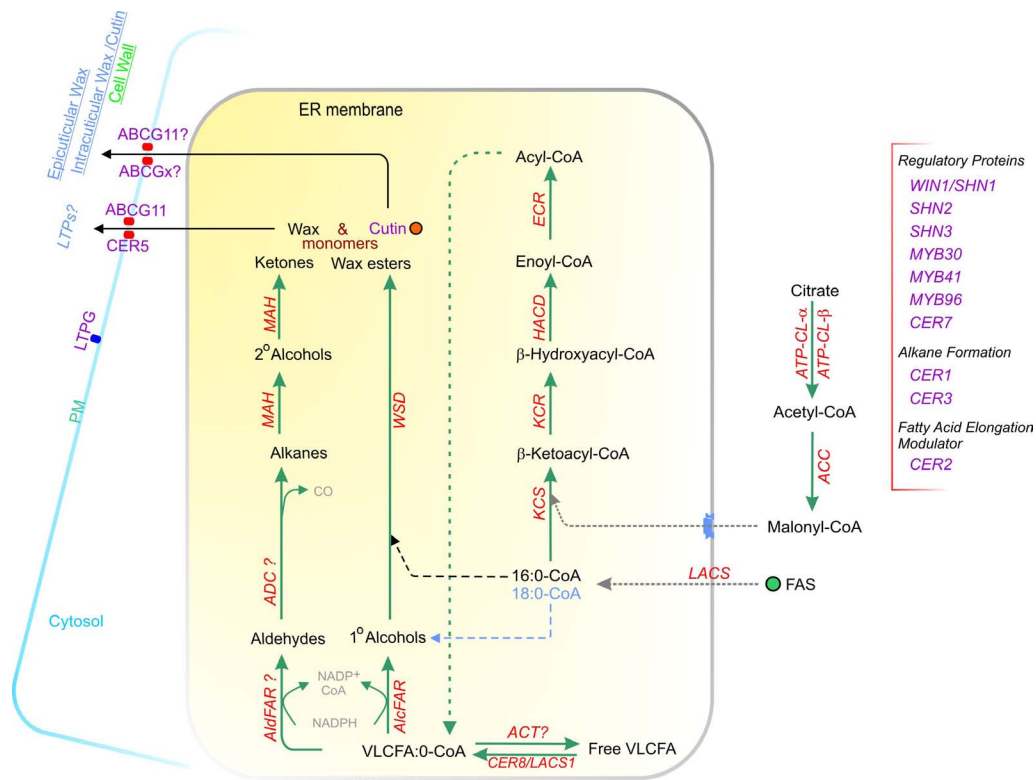 Epicuticular Wax
Intracuticular Wax /Cutin
Cell Wall
ER membrane
ABCG11?
ABCGx?
LTPs?
ABCG11
CER5
LTPG
PM
Cytosol
Wax & Cutin
monomers
Ketones
Wax esters
MAH
2o Alcohols
MAH
WSD
Alkanes
CO
ADC ?
Aldehydes
1o Alcohols
AldFAR ?
NADP+
CoA
NADPH
AlcFAR
VLCFA:0-CoA
ACT?
CER8/LACS1
Free VLCFA
Acyl-CoA
ECR
Enoyl-CoA
HACD
β-Hydroxyacyl-CoA
KCR
β-Ketoacyl-CoA
KCS
16:0-CoA
18:0-CoA
LACS
FAS
Citrate
ATP-CL-α
ATP-CL-β
Acetyl-CoA
ACC
Malonyl-CoA
Regulatory Proteins
WIN1/SHN1
SHN2
SHN3
MYB30
MYB41
MYB96
CER7
Alkane Formation
CER1
CER3
Fatty Acid Elongation
Modulator
CER2